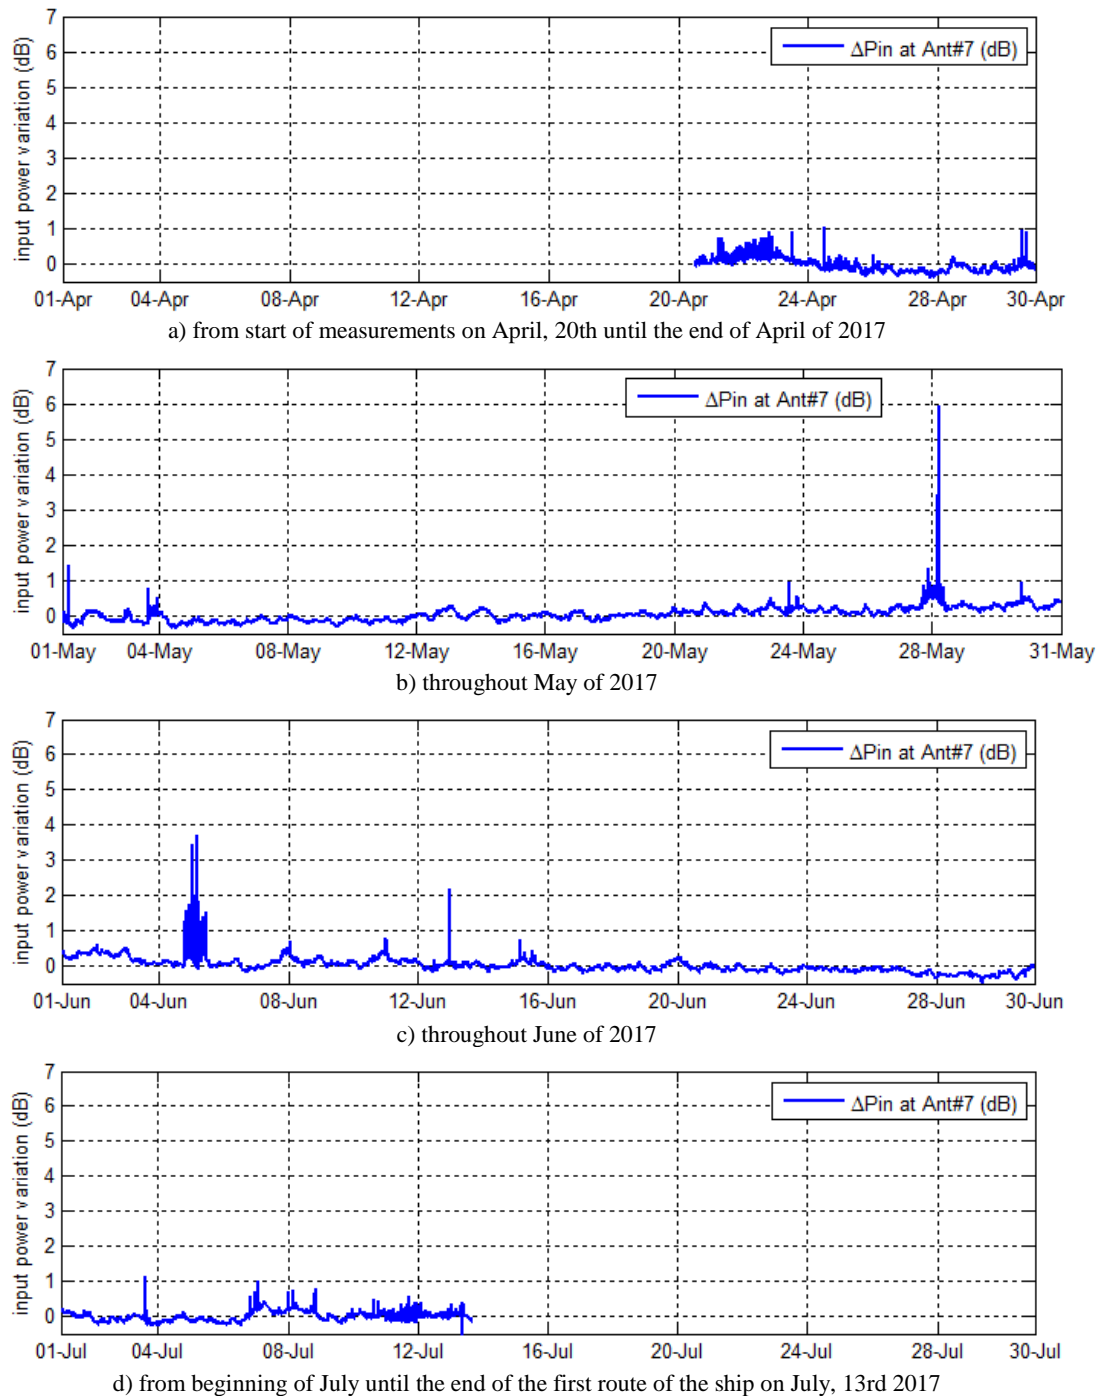 7
6
5
4
3
2
1
0
input power variation (dB)
ΔPin at Ant#7 (dB)
01-Apr 04-Apr 08-Apr 12-Apr 16-Apr 20-Apr 24-Apr 28-Apr 30-Apr
a) from start of measurements on April, 20th until the end of April of 2017
7
6
5
4
3
2
1
0
input power variation (dB)
ΔPin at Ant#7 (dB)
01-May 04-May 08-May 12-May 16-May 20-May 24-May 28-May 31-May
b) throughout May of 2017
7
6
5
4
3
2
1
0
input power variation (dB)
ΔPin at Ant#7 (dB)
01-Jun 04-Jun 08-Jun 12-Jun 16-Jun 20-Jun 24-Jun 28-Jun 30-Jun
c) throughout June of 2017
7
6
5
4
3
2
1
0
input power variation (dB)
ΔPin at Ant#7 (dB)
01-Jul 04-Jul 08-Jul 12-Jul 16-Jul 20-Jul 24-Jul 28-Jul 30-Jul
d) from beginning of July until the end of the first route of the ship on July, 13rd 2017